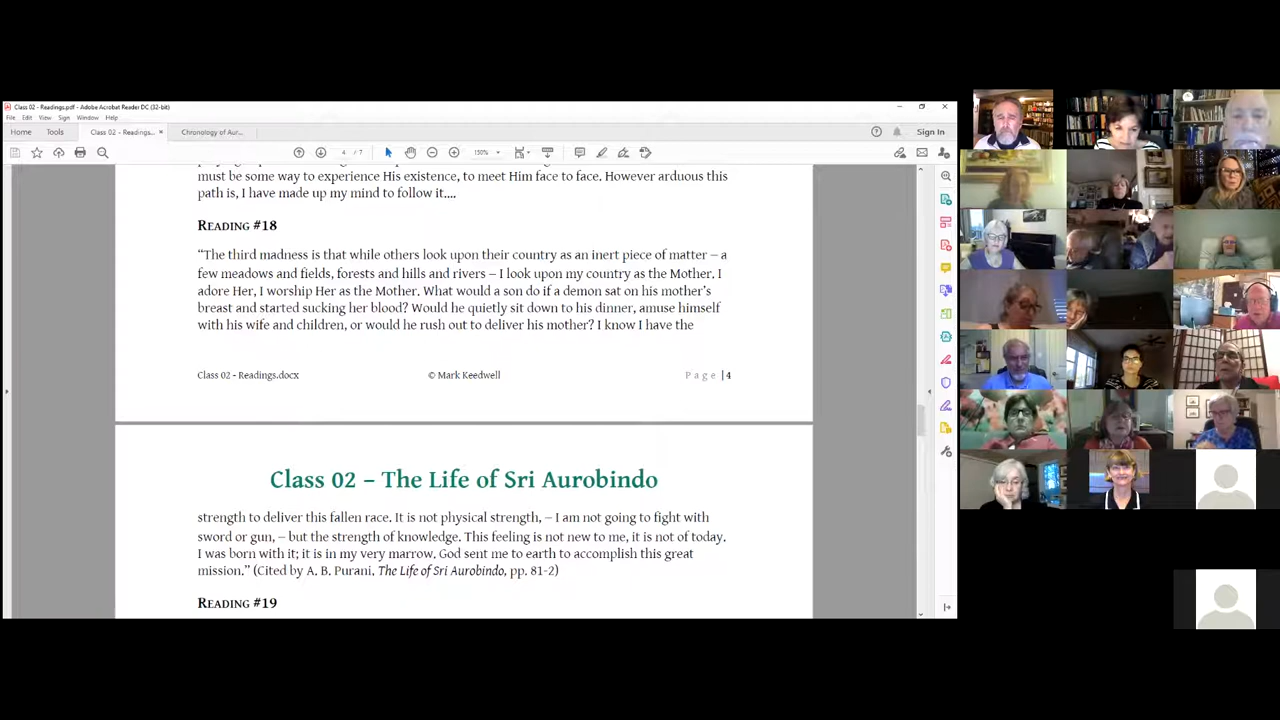 Class 02 - Readings.pdf - Adobe Acrobat Reader DC (32-bit)
File Edit View Sign Window Help
Home Tools Class 02 - Readings... × Chronology of Aur... Sign In
4 / 7 150%
must be some way to experience His existence, to meet Him face to face. However arduous this
path is, I have made up my mind to follow it....
READING #18
“The third madness is that while others look upon their country as an inert piece of matter – a
few meadows and fields, forests and hills and rivers – I look upon my country as the Mother. I
adore Her, I worship Her as the Mother. What would a son do if a demon sat on his mother’s
breast and started sucking her blood? Would he quietly sit down to his dinner, amuse himself
with his wife and children, or would he rush out to deliver his mother? I know I have the
Class 02 - Readings.docx © Mark Keedwell Page |4
Class 02 – The Life of Sri Aurobindo
strength to deliver this fallen race. It is not physical strength, – I am not going to fight with
sword or gun, – but the strength of knowledge. This feeling is not new to me, it is not of today.
I was born with it; it is in my very marrow. God sent me to earth to accomplish this great
mission.” (Cited by A. B. Purani, The Life of Sri Aurobindo, pp. 81-2)
READING #19